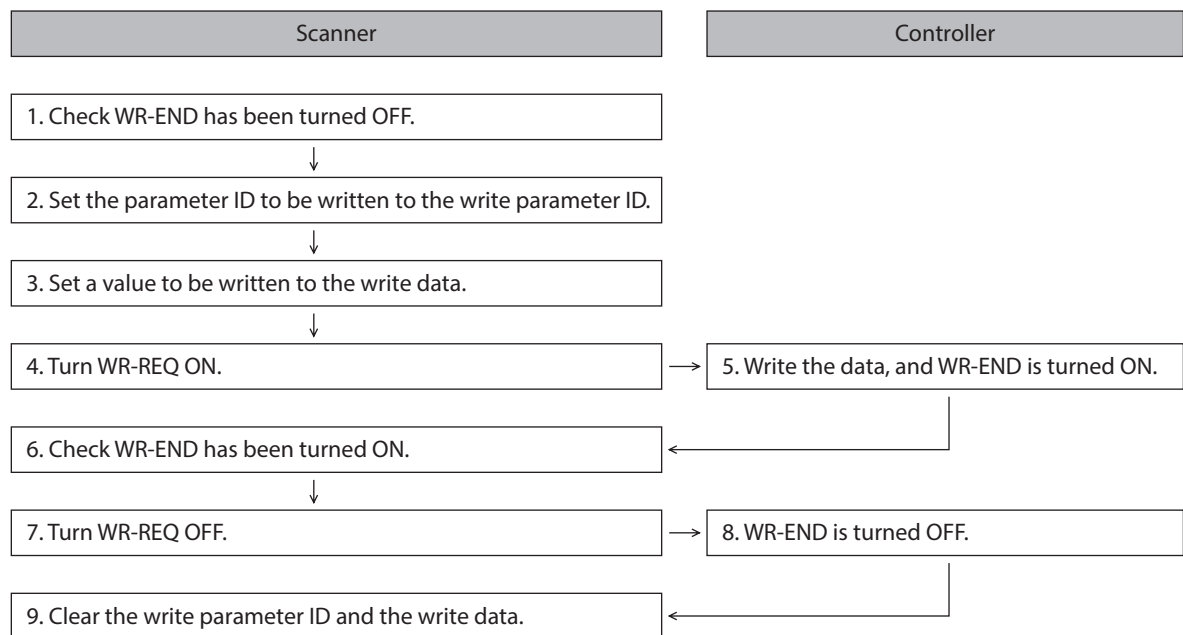 Scanner
Controller
1. Check WR-END has been turned OFF.
2. Set the parameter ID to be written to the write parameter ID.
3. Set a value to be written to the write data.
4. Turn WR-REQ ON.
5. Write the data, and WR-END is turned ON.
6. Check WR-END has been turned ON.
7. Turn WR-REQ OFF.
8. WR-END is turned OFF.
9. Clear the write parameter ID and the write data.